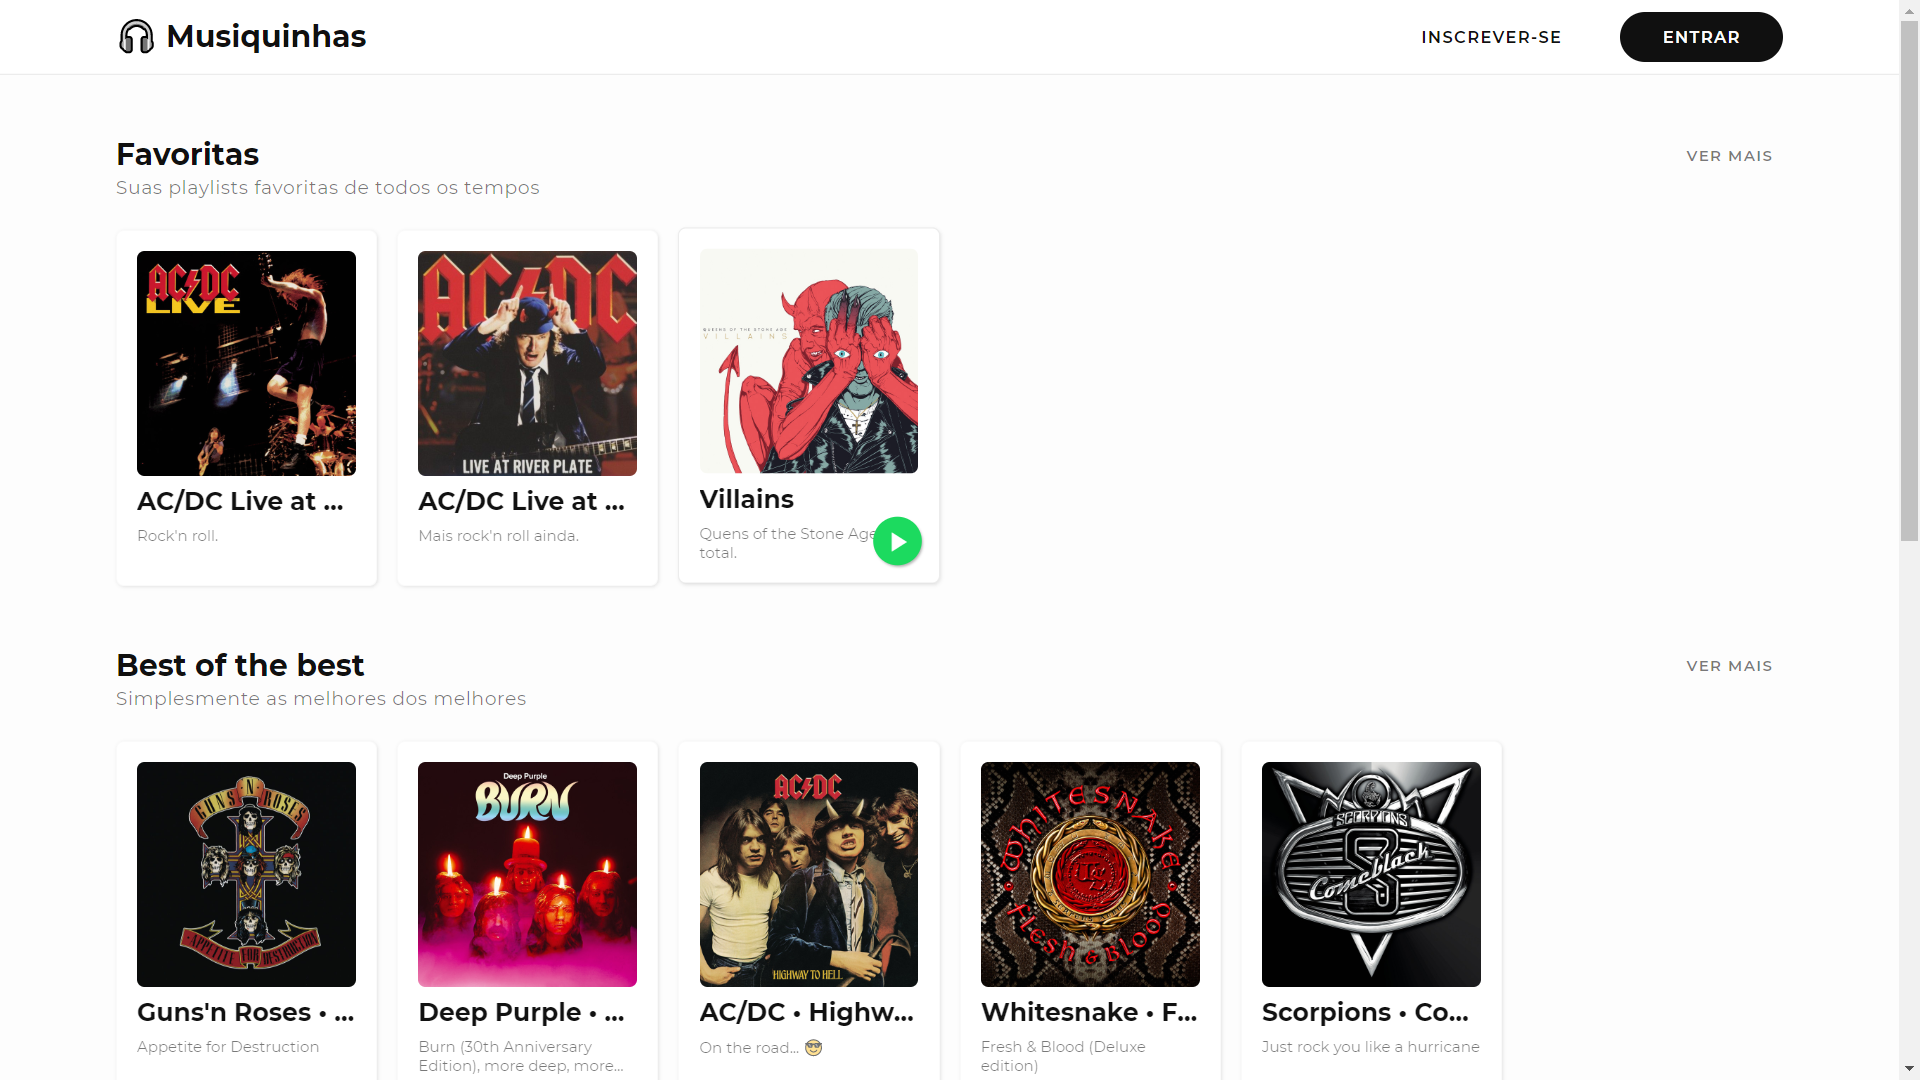 Musiquinhas
INSCREVER-SE
ENTRAR
Favoritas
VER MAIS
Suas playlists favoritas de todos os tempos
AC/DC
LIVE
AC/DC
LIVE AT RIVER PLATE
QUEENS OF THE STONE AGE
VILLAINS
AC/DC Live at ...
Rock'n roll.
AC/DC Live at ...
Mais rock'n roll ainda.
Villains
Quens of the Stone Age
total.
Best of the best
VER MAIS
Simplesmente as melhores dos melhores
GUNS N' ROSES
APPETITE FOR DESTRUCTION
Deep Purple
BURN
AC/DC
HIGHWAY TO HELL
WHITESNAKE
Flesh & Blood
SCORPIONS
Comeblack
Guns'n Roses • ...
Appetite for Destruction
Deep Purple • ...
Burn (30th Anniversary
Edition), more deep, more...
AC/DC • Highw...
On the road... 😎
Whitesnake • F...
Fresh & Blood (Deluxe
edition)
Scorpions • Co...
Just rock you like a hurricane